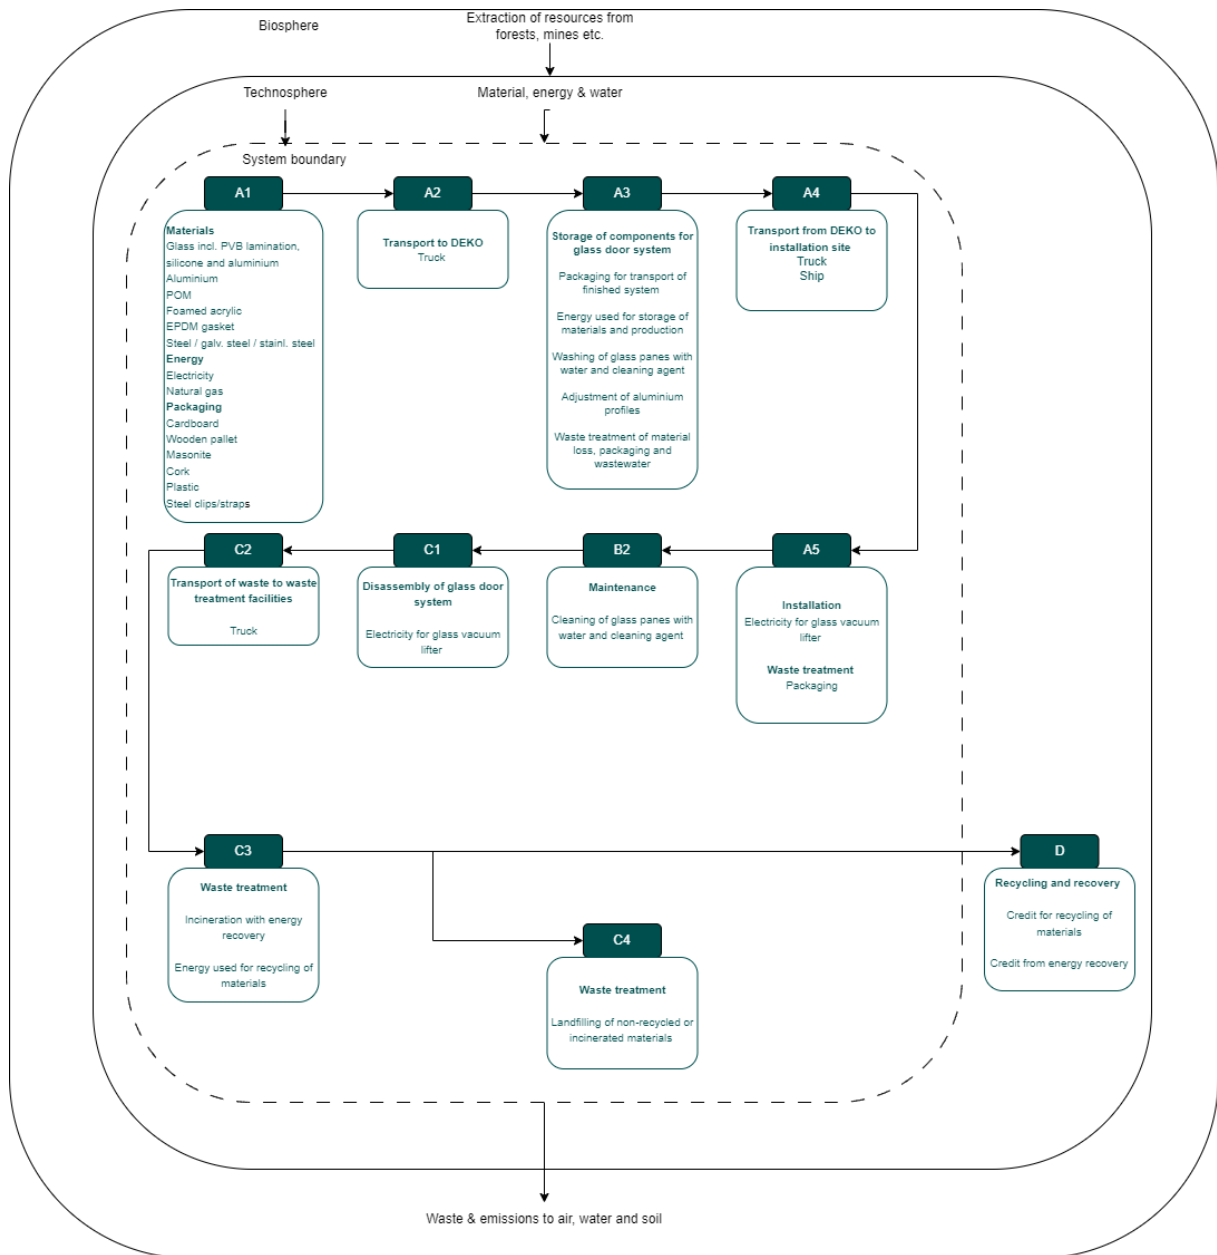 Biosphere
Extraction of resources from
forests, mines etc.
Technosphere
Material, energy & water
System boundary
A1
Materials
Glass incl. PVB lamination,
silicone and aluminium
Aluminium
POM
Foamed acrylic
EPDM gasket
Steel / galv. steel / stainl. steel
Energy
Electricity
Natural gas
Packaging
Cardboard
Wooden pallet
Masonite
Cork
Plastic
Steel clips/straps
A2
Transport to DEKO
Truck
A3
Storage of components for
glass door system
Packaging for transport of
finished system
Energy used for storage of
materials and production
Washing of glass panes with
water and cleaning agent
Adjustment of aluminium
profiles
Waste treatment of material
loss, packaging and
wastewater
A4
Transport from DEKO to
installation site
Truck
Ship
C2
Transport of waste to waste
treatment facilities
Truck
C1
Disassembly of glass door
system
Electricity for glass vacuum
lifter
B2
Maintenance
Cleaning of glass panes with
water and cleaning agent
A5
Installation
Electricity for glass vacuum
lifter
Waste treatment
Packaging
C3
Waste treatment
Incineration with energy
recovery
Energy used for recycling of
materials
C4
Waste treatment
Landfilling of non-recycled or
incinerated materials
D
Recycling and recovery
Credit for recycling of
materials
Credit from energy recovery
Waste & emissions to air, water and soil